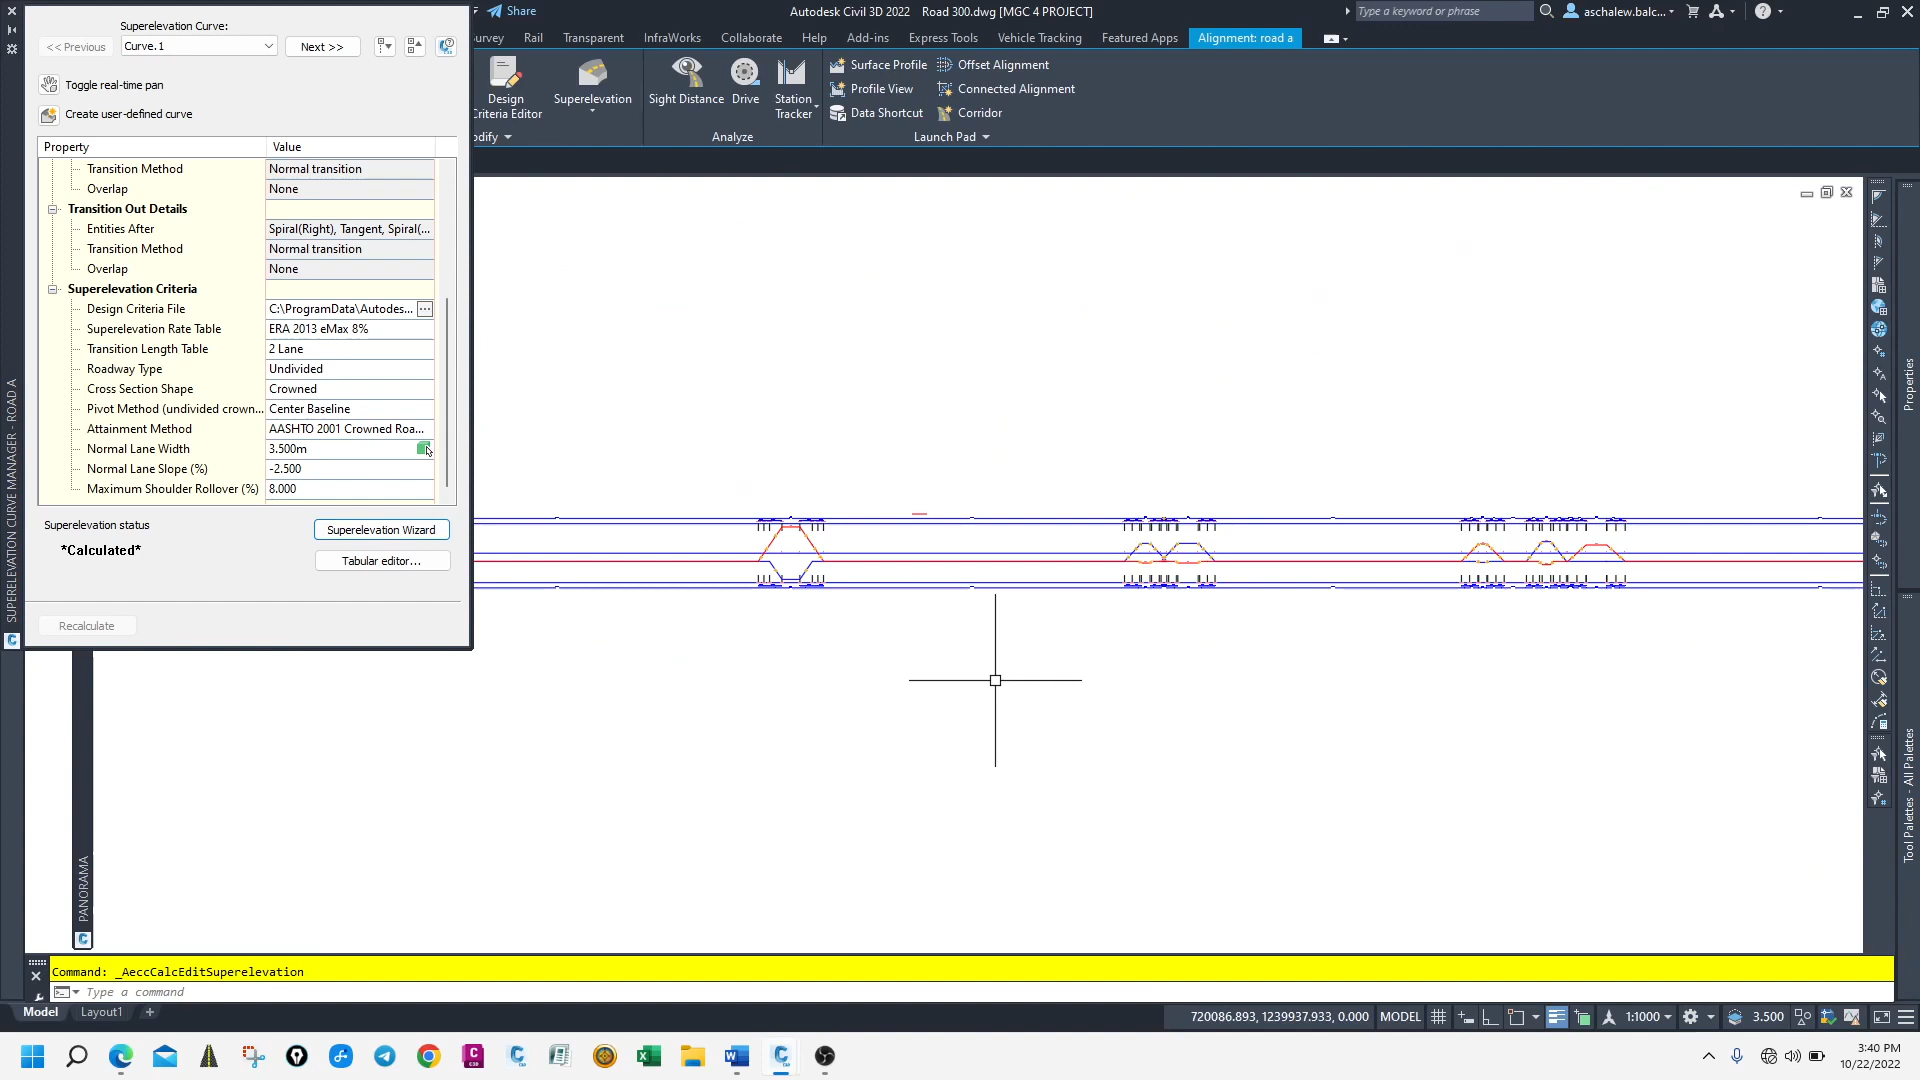 Share
Autodesk Civil 3D 2022 Road 300.dwg [MGC 4 PROJECT]
Type a keyword or phrase
aschalew.balc...
Superelevation Curve:
<< Previous
Curve.1
Next >>
Rail
Transparent
InfraWorks
Collaborate
Help
Add-ins
Express Tools
Vehicle Tracking
Featured Apps
Alignment: road a
Toggle real-time pan
Create user-defined curve
Design
Superelevation
Sight Distance
Drive
Station
Tracker
Surface Profile
Offset Alignment
Profile View
Connected Alignment
Data Shortcut
Corridor
Analyze
Launch Pad
Property
Value
Transition Method
Normal transition
Overlap
None
Transition Out Details
Entities After
Spiral(Right), Tangent, Spiral(...
Transition Method
Normal transition
Overlap
None
Superelevation Criteria
Design Criteria File
C:\ProgramData\Autodes...
Superelevation Rate Table
ERA 2013 eMax 8%
Transition Length Table
2 Lane
Roadway Type
Undivided
Cross Section Shape
Crowned
Pivot Method (undivided crown...
Center Baseline
Attainment Method
AASHTO 2001 Crowned Roa...
Normal Lane Width
3.500m
Normal Lane Slope (%)
-2.500
Maximum Shoulder Rollover (%)
8.000
Superelevation status
*Calculated*
Superelevation Wizard
Tabular editor...
Recalculate
SUPERELEVATION CURVE MANAGER - ROAD A
PANORAMA
Properties
Tool Palettes - All Palettes
Command: _AeccCalcEditSuperelevation
Type a command
Model
Layout1
720086.893, 1239937.933, 0.000
MODEL
1:1000
3.500
3:40 PM
10/22/2022